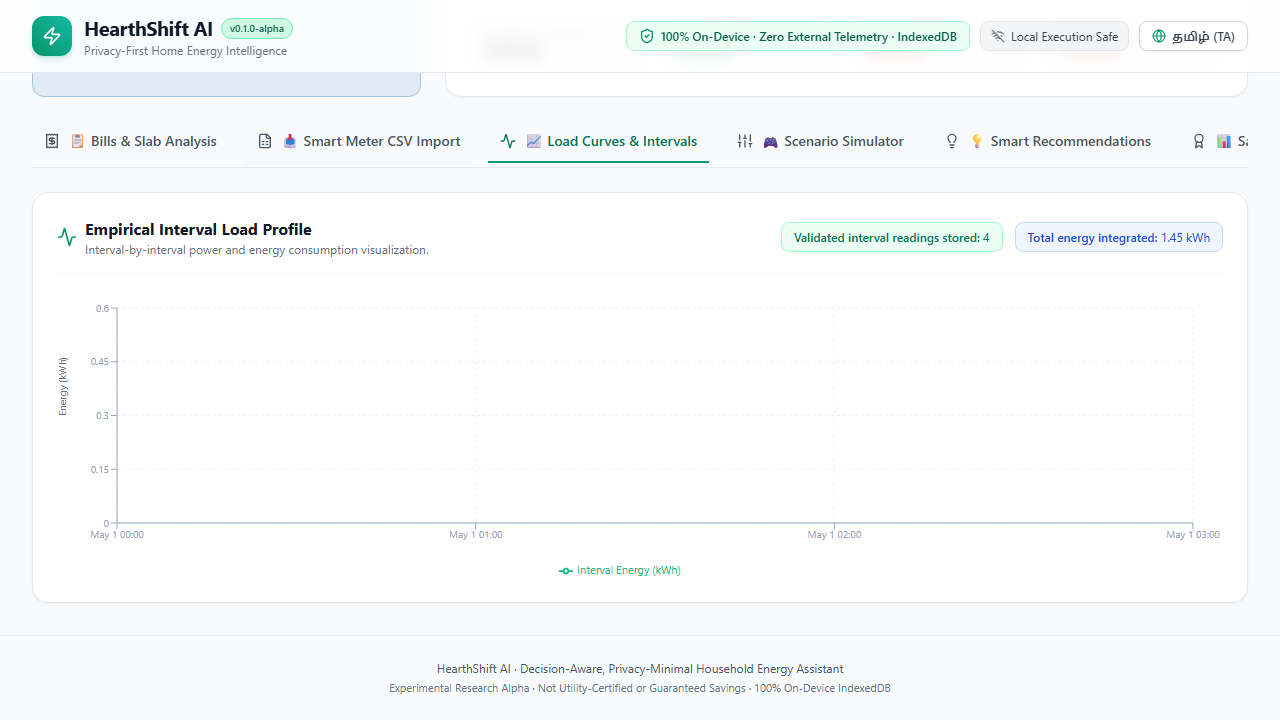 HearthShift AI
v0.1.0-alpha
Privacy-First Home Energy Intelligence
100% On-Device · Zero External Telemetry · IndexedDB
Local Execution Safe
தமிழ் (TA)
Bills & Slab Analysis
Smart Meter CSV Import
Load Curves & Intervals
Scenario Simulator
Smart Recommendations
Empirical Interval Load Profile
Interval-by-interval power and energy consumption visualization.
Validated interval readings stored: 4
Total energy integrated: 1.45 kWh
Energy (kWh)
0.6
0.45
0.3
0.15
0
May 1 00:00
May 1 01:00
May 1 02:00
May 1 03:00
Interval Energy (kWh)
HearthShift AI · Decision-Aware, Privacy-Minimal Household Energy Assistant
Experimental Research Alpha · Not Utility-Certified or Guaranteed Savings · 100% On-Device IndexedDB